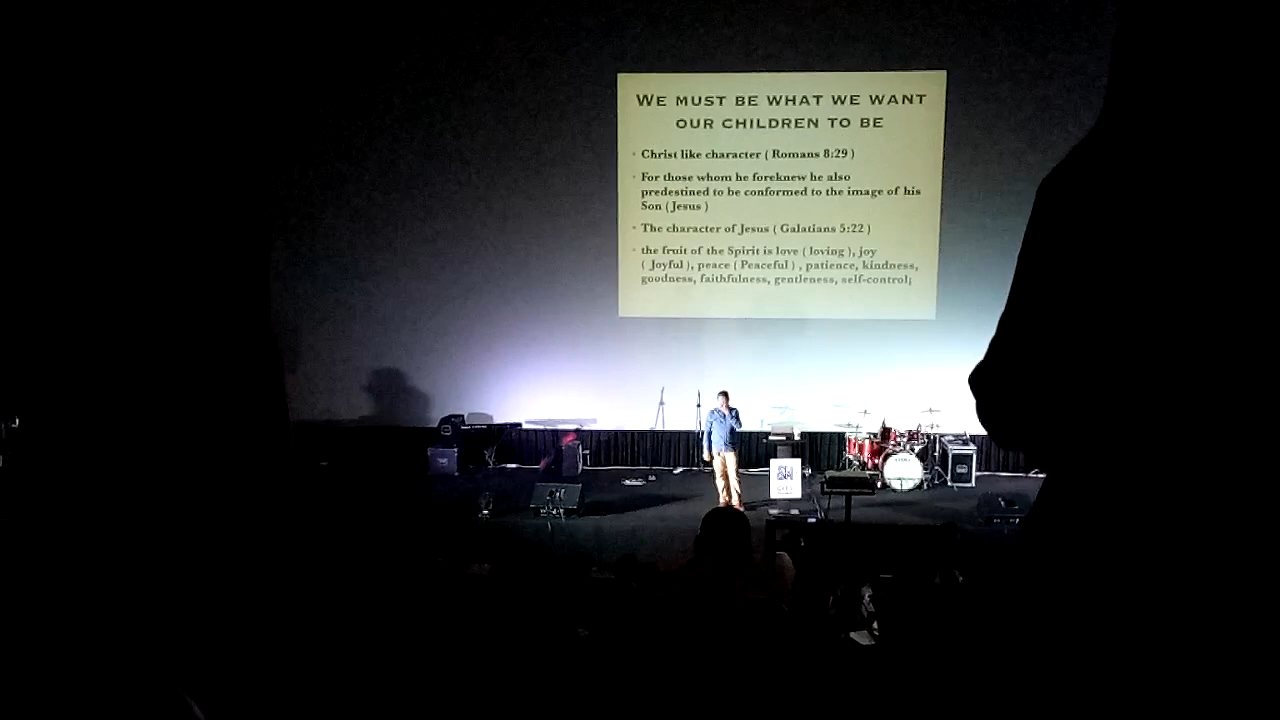 WE MUST BE WHAT WE WANT
OUR CHILDREN TO BE
• Christ like character ( Romans 8:29 )
• For those whom he foreknew he also
predestined to be conformed to the image of his
Son ( Jesus )
• The character of Jesus ( Galatians 5:22 )
• the fruit of the Spirit is love ( loving ), joy
( Joyful ), peace ( Peaceful ) , patience, kindness,
goodness, faithfulness, gentleness, self-control;